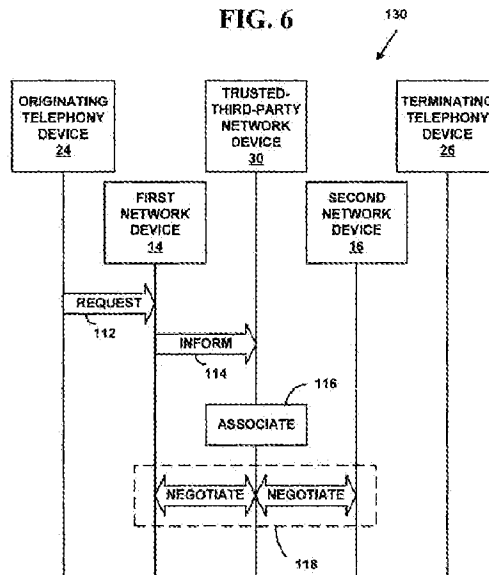 FIG. 6
130
ORIGINATING
TELEPHONY
DEVICE
24
TRUSTED-
THIRD-PARTY
NETWORK
DEVICE
30
TERMINATING
TELEPHONY
DEVICE
26
FIRST
NETWORK
DEVICE
14
SECOND
NETWORK
DEVICE
16
REQUEST
112
INFORM
114
116
ASSOCIATE
NEGOTIATE
NEGOTIATE
118